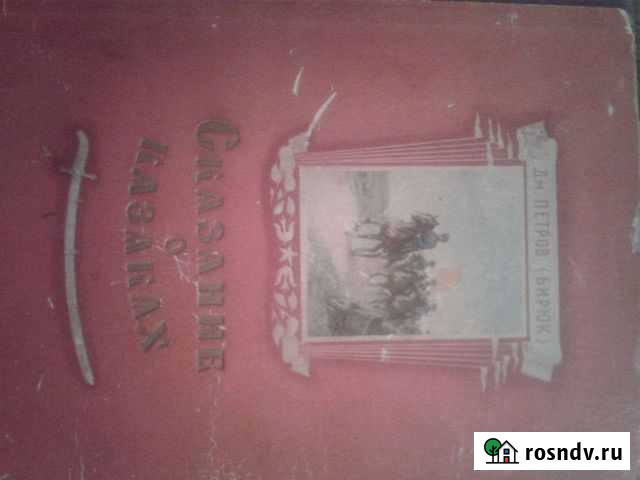 Дм ПЕТРОВ (БИРЮК)
СКАЗАНИЕ
О
КАЗАКАХ
rosndv.ru